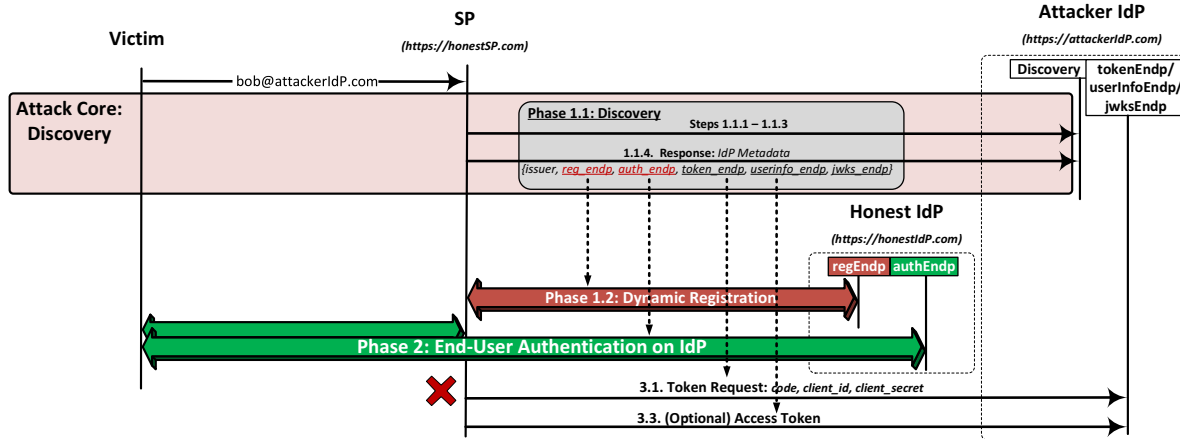 Victim
SP
(https://honestSP.com)
Attacker IdP
(https://attackerIdP.com)
bob@attackerIdP.com
Discovery
tokenEndp/
userInfoEndp/
jwksEndp
Attack Core:
Discovery
Phase 1.1: Discovery
Steps 1.1.1 – 1.1.3
1.1.4. Response: IdP Metadata
{issuer, reg_endp, auth_endp, token_endp, userinfo_endp, jwks_endp}
Honest IdP
(https://honestIdP.com)
regEndp
authEndp
Phase 1.2: Dynamic Registration
Phase 2: End-User Authentication on IdP
3.1. Token Request: code, client_id, client_secret
3.3. (Optional) Access Token